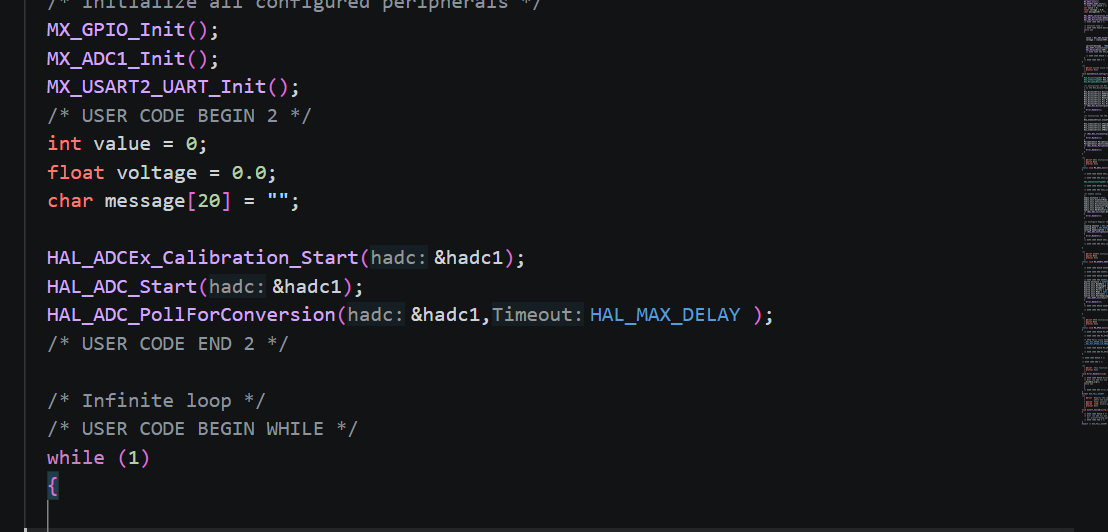 /* Initialize all configured peripherals */
MX_GPIO_Init();
MX_ADC1_Init();
MX_USART2_UART_Init();
/* USER CODE BEGIN 2 */
int value = 0;
float voltage = 0.0;
char message[20] = "";
HAL_ADCEx_Calibration_Start(hadc: &hadc1);
HAL_ADC_Start(hadc: &hadc1);
HAL_ADC_PollForConversion(hadc: &hadc1,Timeout: HAL_MAX_DELAY );
/* USER CODE END 2 */
/* Infinite loop */
/* USER CODE BEGIN WHILE */
while (1)
{